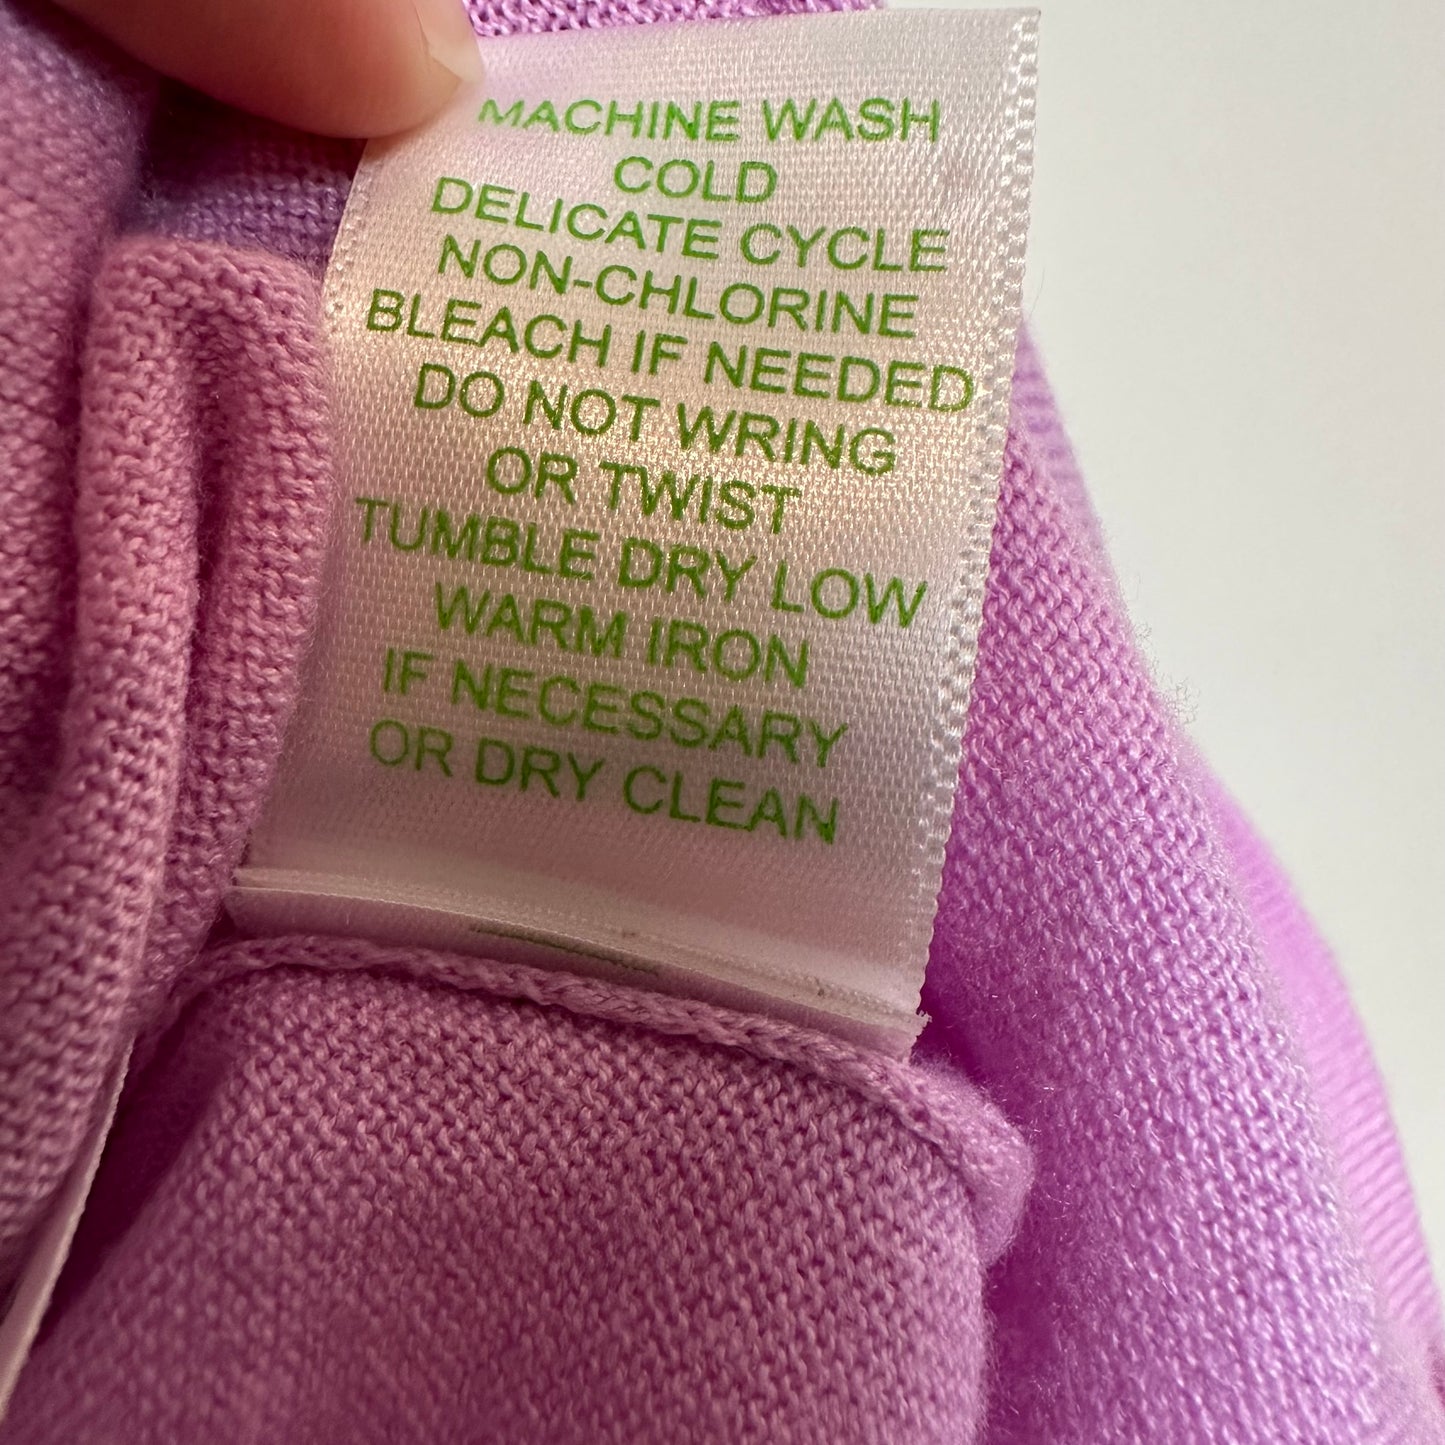 MACHINE WASH
COLD
DELICATE CYCLE
NON-CHLORINE
BLEACH IF NEEDED
DO NOT WRING
OR TWIST
TUMBLE DRY LOW
WARM IRON
IF NECESSARY
OR DRY CLEAN